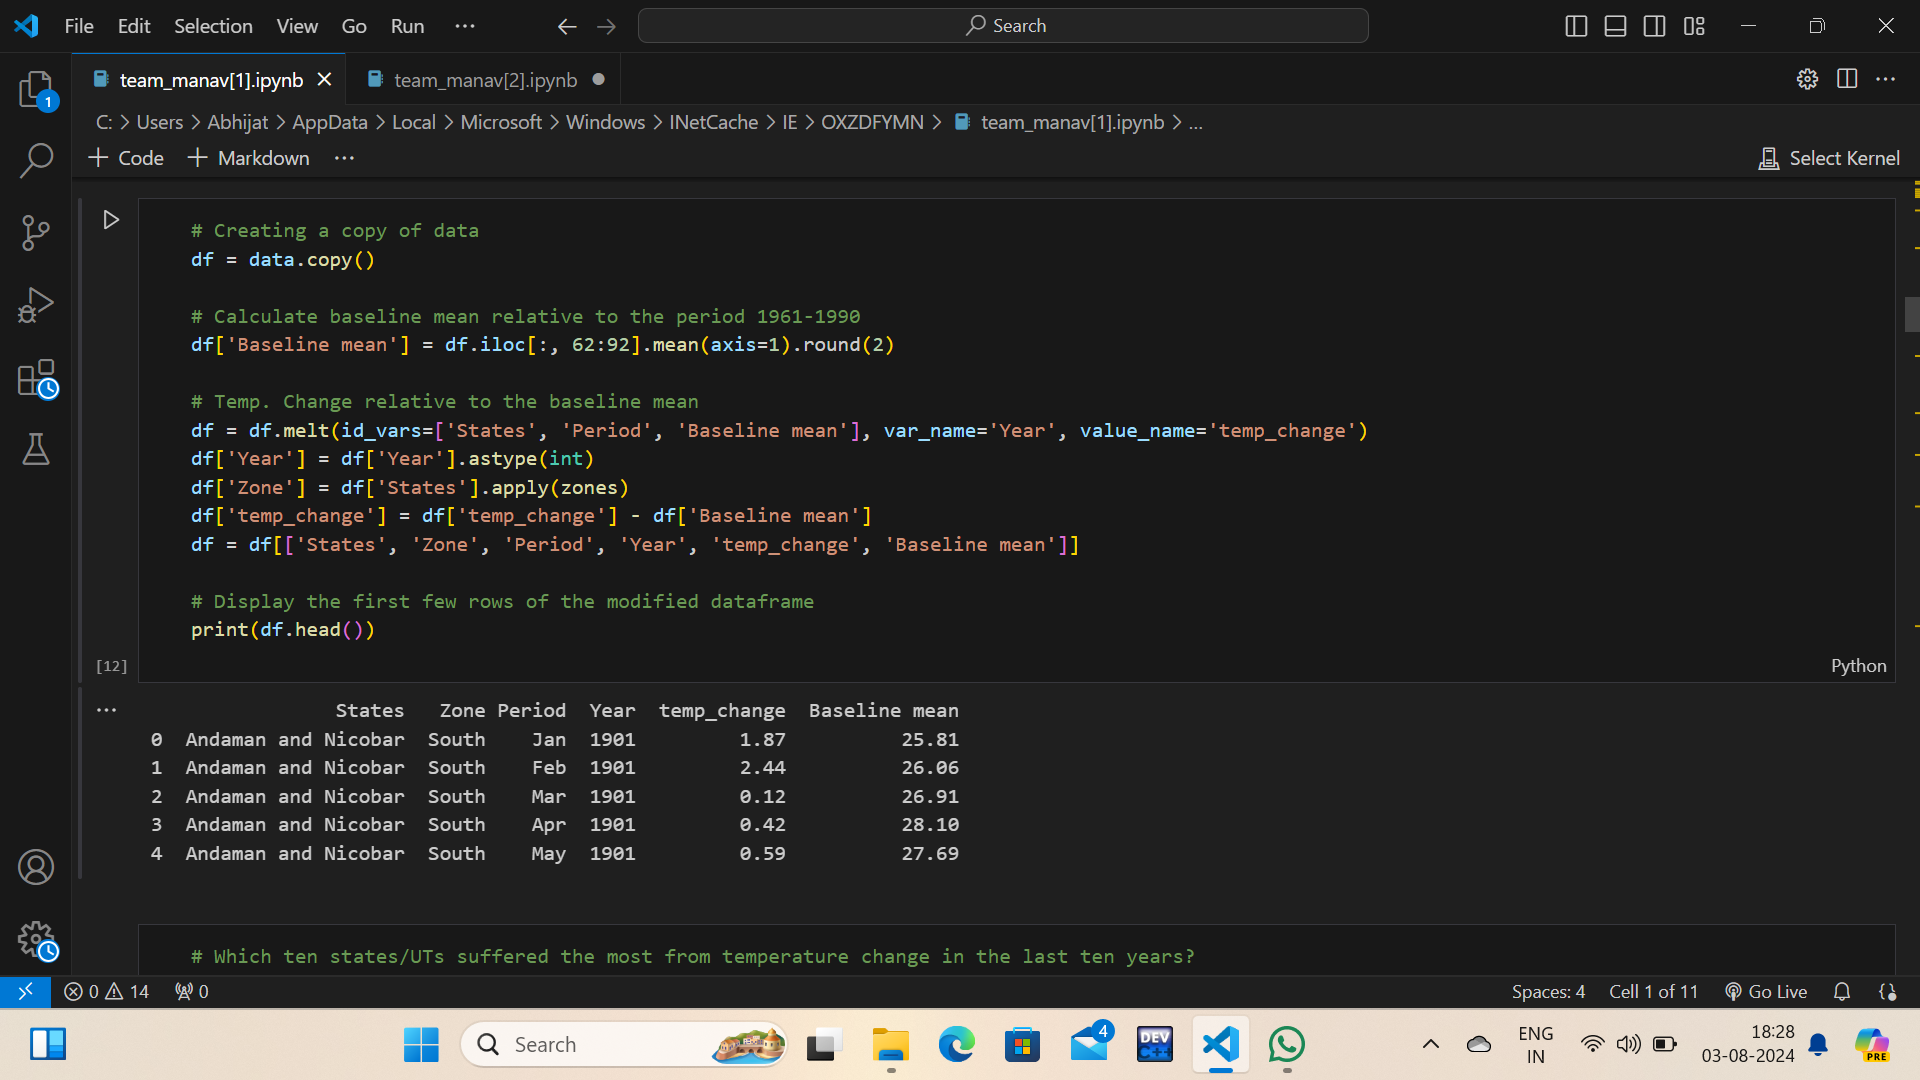 File Edit Selection View Go Run ···
Search
team_manav[1].ipynb
team_manav[2].ipynb
1
C: > Users > Abhijat > AppData > Local > Microsoft > Windows > INetCache > IE > OXZDFYMN > team_manav[1].ipynb > ...
+ Code + Markdown ···
Select Kernel
# Creating a copy of data
df = data.copy()
# Calculate baseline mean relative to the period 1961-1990
df['Baseline mean'] = df.iloc[:, 62:92].mean(axis=1).round(2)
# Temp. Change relative to the baseline mean
df = df.melt(id_vars=['States', 'Period', 'Baseline mean'], var_name='Year', value_name='temp_change')
df['Year'] = df['Year'].astype(int)
df['Zone'] = df['States'].apply(zones)
df['temp_change'] = df['temp_change'] - df['Baseline mean']
df = df[['States', 'Zone', 'Period', 'Year', 'temp_change', 'Baseline mean']]
# Display the first few rows of the modified dataframe
print(df.head())
[12]
Python
States Zone Period Year temp_change Baseline mean
0 Andaman and Nicobar South Jan 1901 1.87 25.81
1 Andaman and Nicobar South Feb 1901 2.44 26.06
2 Andaman and Nicobar South Mar 1901 0.12 26.91
3 Andaman and Nicobar South Apr 1901 0.42 28.10
4 Andaman and Nicobar South May 1901 0.59 27.69
# Which ten states/UTs suffered the most from temperature change in the last ten years?
0 14 0
Spaces: 4 Cell 1 of 11 Go Live
Search
4
DEV C++
ENG
IN
18:28
03-08-2024
PRE